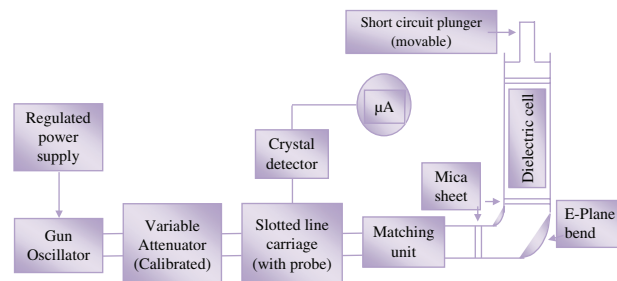 Short circuit plunger
(movable)
Regulated
power
supply
µA
Crystal
detector
Dielectric cell
Mica
sheet
E-Plane
bend
Gun
Oscillator
Variable
Attenuator
(Calibrated)
Slotted line
carriage
(with probe)
Matching
unit